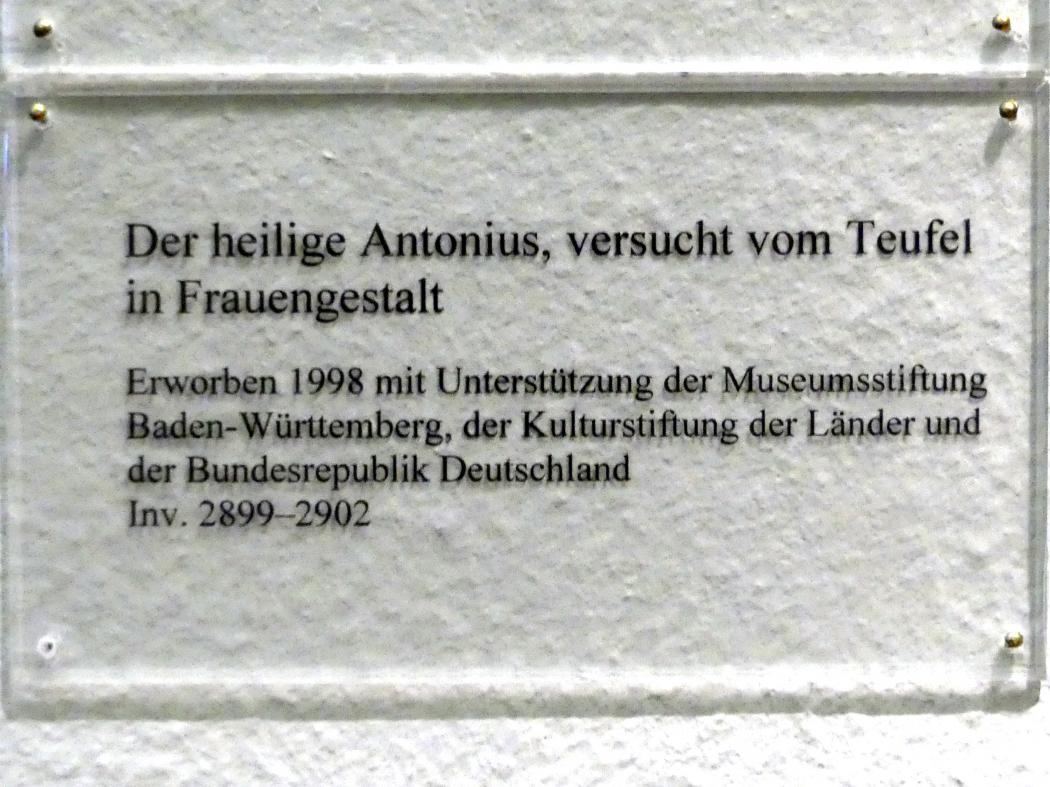 Der heilige Antonius, versucht vom Teufel
in Frauengestalt
Erworben 1998 mit Unterstützung der Museumsstiftung
Baden-Württemberg, der Kulturstiftung der Länder und
der Bundesrepublik Deutschland
Inv. 2899–2902